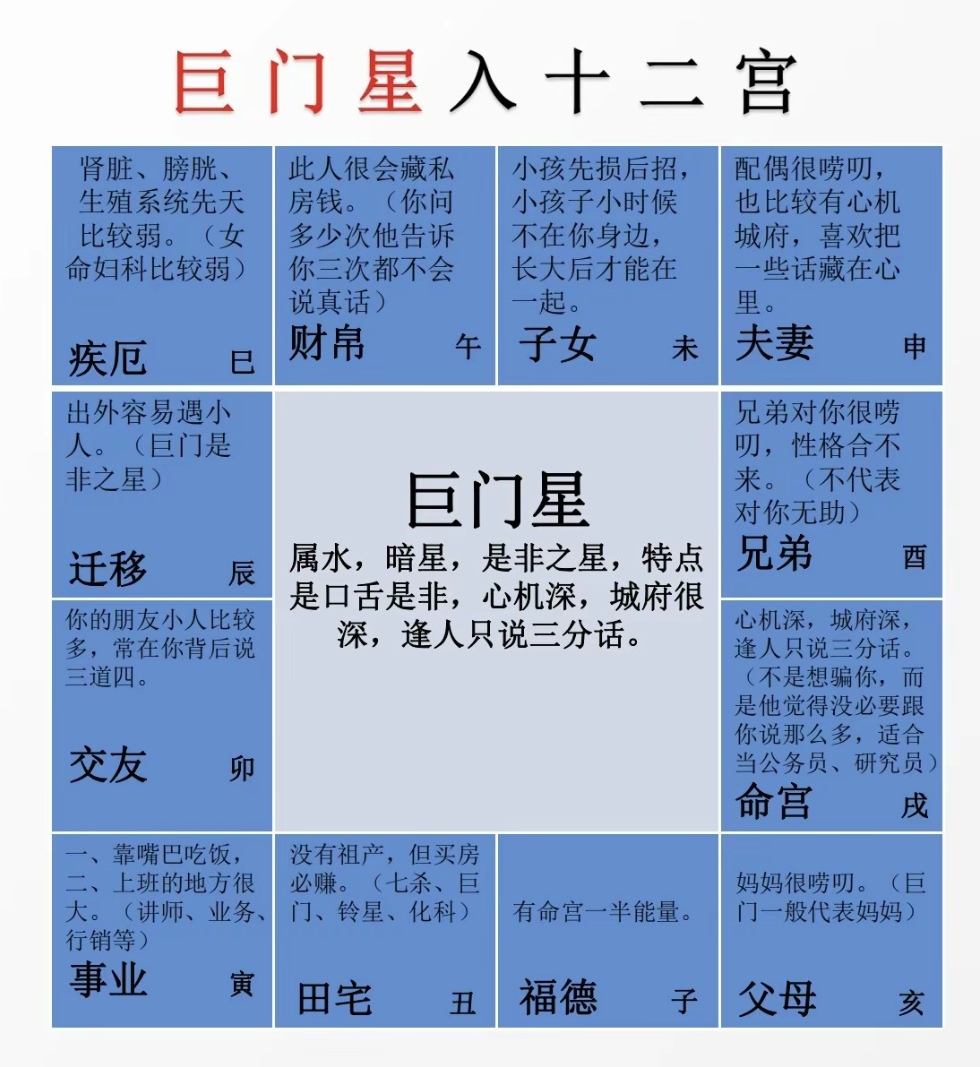 巨门星入十二宫
肾脏、膀胱、
生殖系统先天
比较弱。（女
命妇科比较弱）
疾厄 巳
此人很会藏私
房钱。（你问
多少次他告诉
你三次都不会
说真话）
财帛 午
小孩先损后招，
小孩子小时候
不在你身边，
长大后才能在
一起。
子女 未
配偶很唠叨，
也比较有心机
城府，喜欢把
一些话藏在心
里。
夫妻 申
出外容易遇小
人。（巨门是
非之星）
迁移 辰
巨门星
属水，暗星，是非之星，特点
是口舌是非，心机深，城府很
深，逢人只说三分话。
兄弟对你很唠
叨，性格合不
来。（不代表
对你无助）
兄弟 酉
你的朋友小人比较
多，常在你背后说
三道四。
交友 卯
心机深，城府深，
逢人只说三分话。
（不是想骗你，而
是他觉得没必要跟
你说那么多，适合
当公务员、研究员）
命宫 戌
一、靠嘴巴吃饭，
二、上班的地方很
大。（讲师、业务、
行销等）
事业 寅
没有祖产，但买房
必赚。（七杀、巨
门、铃星、化科）
田宅 丑
有命宫一半能量。
福德 子
妈妈很唠叨。（巨
门一般代表妈妈）
父母 亥